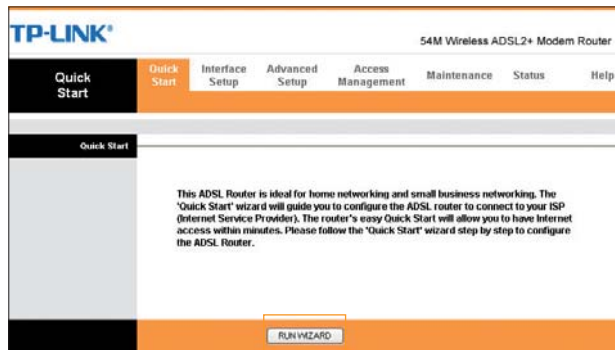 TP-LINK®
54M Wireless ADSL2+ Modem Router
Quick
Start
Quick
Start
Interface
Setup
Advanced
Setup
Access
Management
Maintenance
Status
Help
Quick Start
This ADSL Router is ideal for home networking and small business networking. The
'Quick Start' wizard will guide you to configure the ADSL router to connect to your ISP
(Internet Service Provider). The router's easy Quick Start will allow you to have Internet
access within minutes. Please follow the 'Quick Start' wizard step by step to configure
the ADSL Router.
RUN WIZARD